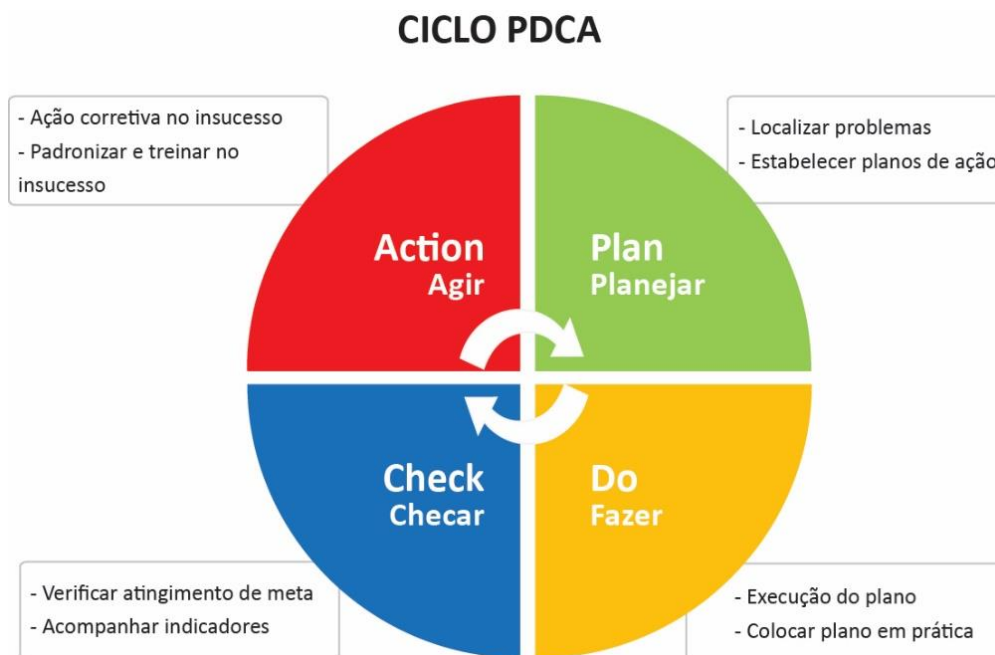 CICLO PDCA
- Ação corretiva no insucesso
- Padronizar e treinar no
insucesso
- Localizar problemas
- Estabelecer planos de ação
Action
Agir
Plan
Planejar
Check
Checar
Do
Fazer
- Verificar atingimento de meta
- Acompanhar indicadores
- Execução do plano
- Colocar plano em prática